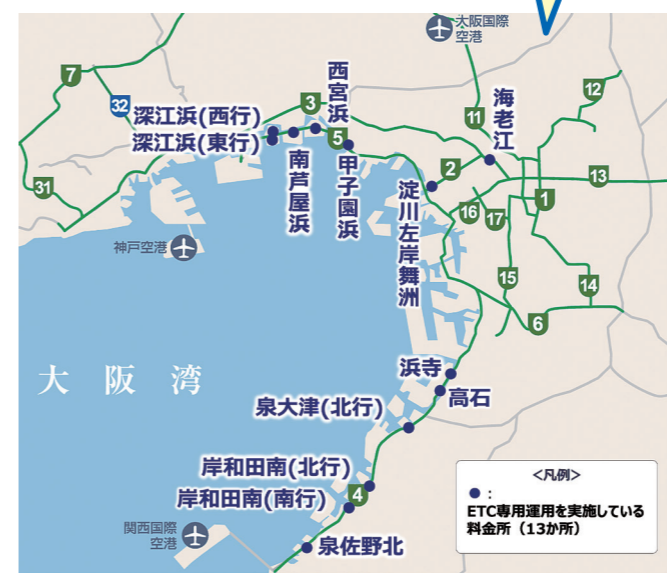 大阪国際
空港
7
32
31
深江浜(西行)
深江浜(東行)
3
西宮浜
5
南芦屋浜
甲子園浜
淀川左岸舞洲
2
11
海老江
12
13
1
16
17
15
14
6
神戸空港
大阪湾
浜寺
高石
泉大津(北行)
岸和田南(北行)
岸和田南(南行)
4
関西国際
空港
泉佐野北
<凡例>
●：
ETC専用運用を実施している
料金所（13か所）